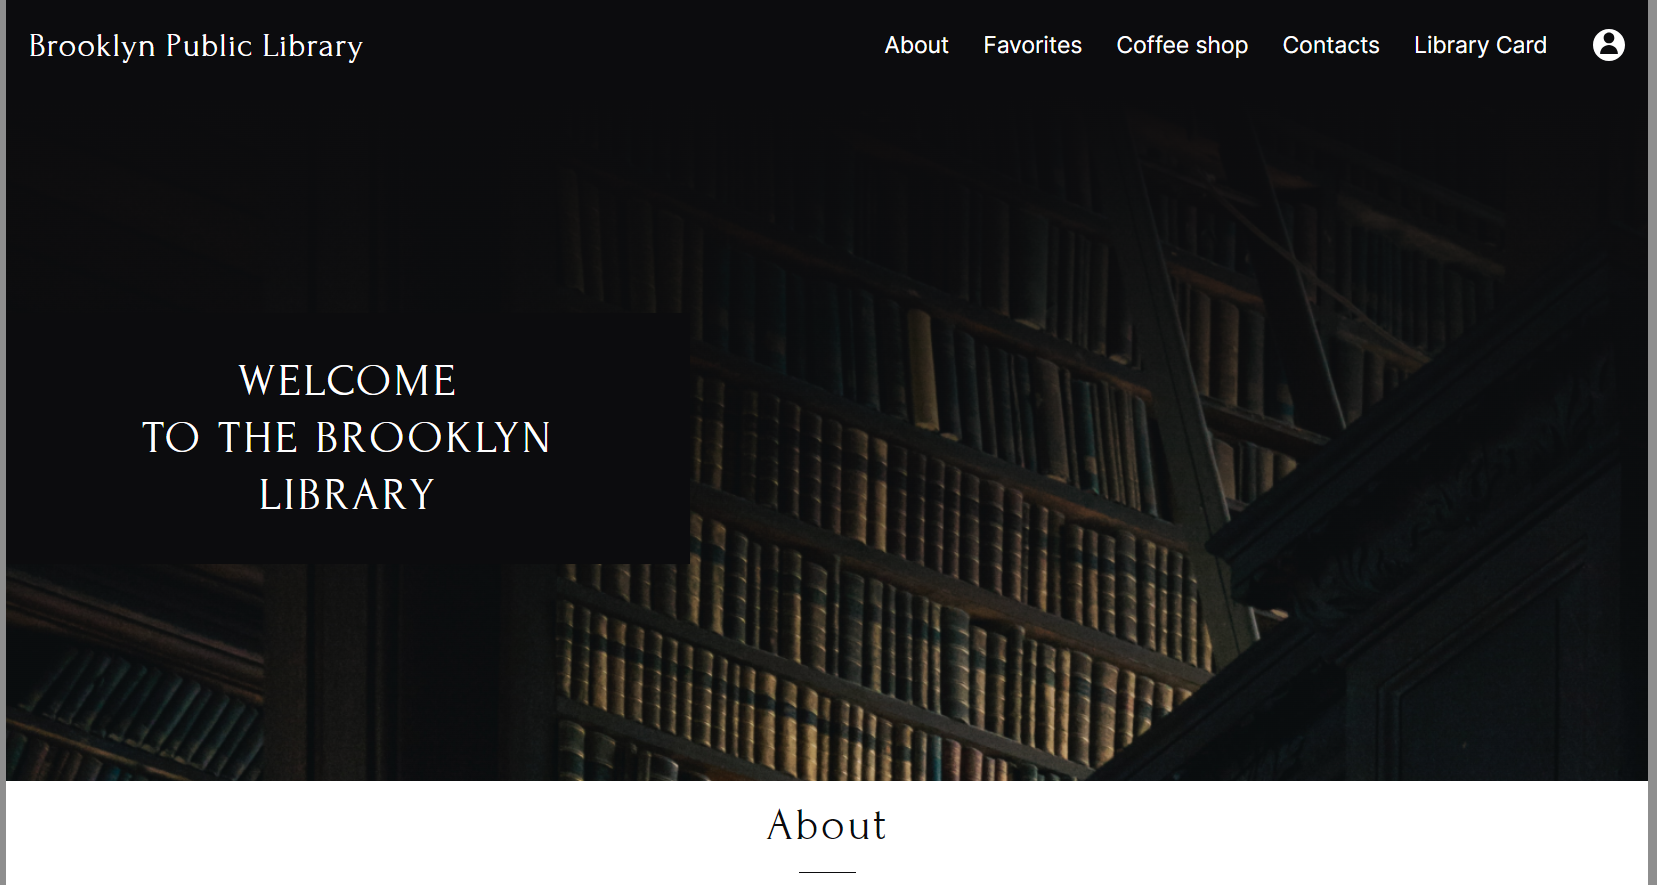 Brooklyn Public Library
About Favorites Coffee shop Contacts Library Card
WELCOME
TO THE BROOKLYN
LIBRARY
About